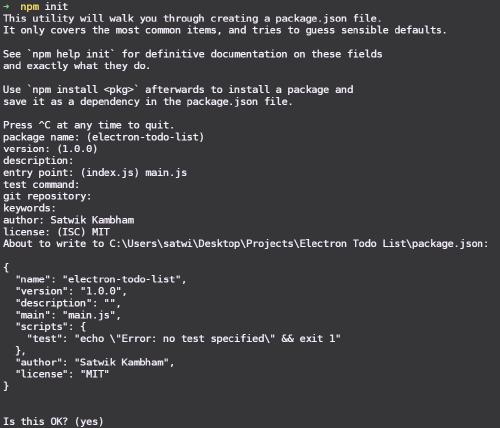 ➜  npm init
This utility will walk you through creating a package.json file.
It only covers the most common items, and tries to guess sensible defaults.

See `npm help init` for definitive documentation on these fields
and exactly what they do.

Use `npm install <pkg>` afterwards to install a package and
save it as a dependency in the package.json file.

Press ^C at any time to quit.
package name: (electron-todo-list)
version: (1.0.0)
description:
entry point: (index.js) main.js
test command:
git repository:
keywords:
author: Satwik Kambham
license: (ISC) MIT
About to write to C:\Users\satwi\Desktop\Projects\Electron Todo List\package.json:

{
  "name": "electron-todo-list",
  "version": "1.0.0",
  "description": "",
  "main": "main.js",
  "scripts": {
    "test": "echo \"Error: no test specified\" && exit 1"
  },
  "author": "Satwik Kambham",
  "license": "MIT"
}


Is this OK? (yes)